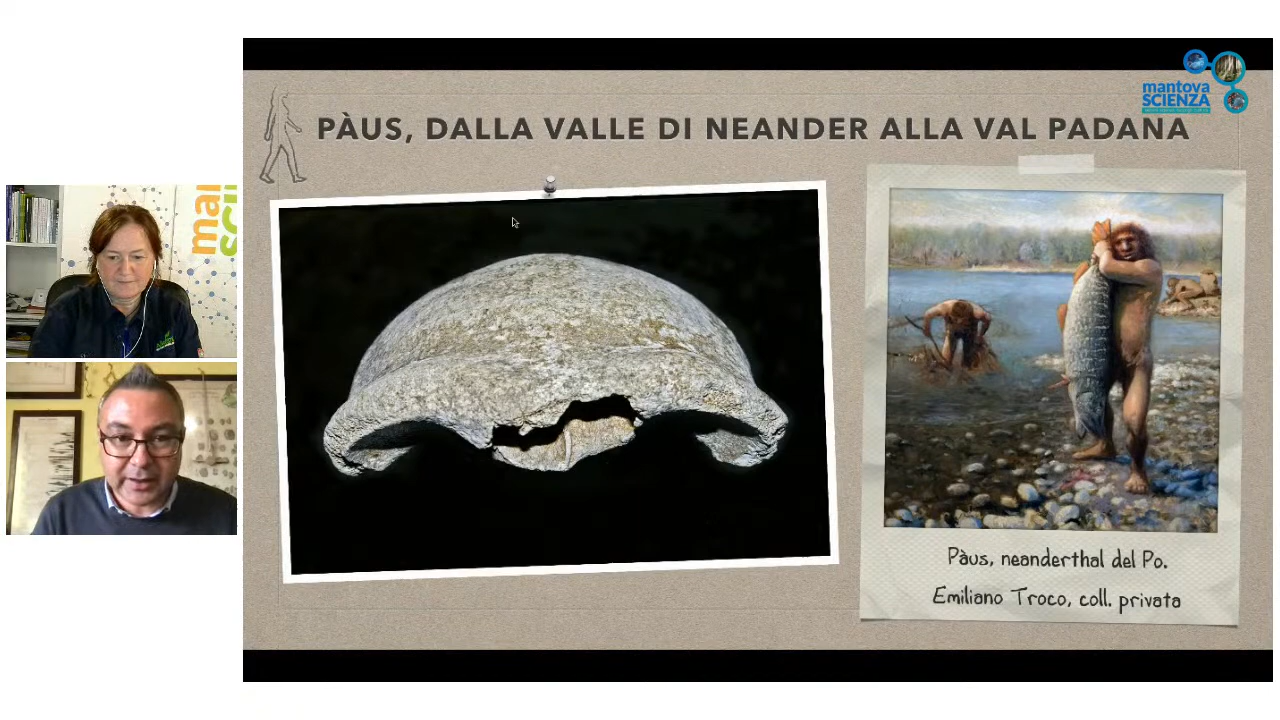 mantova
SCIENZA
PÀUS, DALLA VALLE DI NEANDER ALLA VAL PADANA
Pàus, neanderthal del Po.
Emiliano Troco, coll. privata